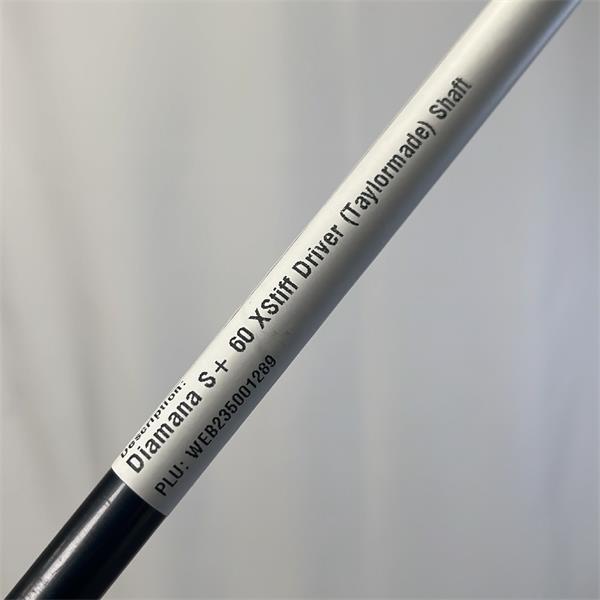 Description:
Diamana S+ 60 XStiff Driver (Taylormade) Shaft
PLU: WEB235001289